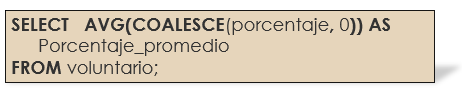 SELECT AVG(COALESCE(porcentaje, 0)) AS
Porcentaje_promedio
FROM voluntario;